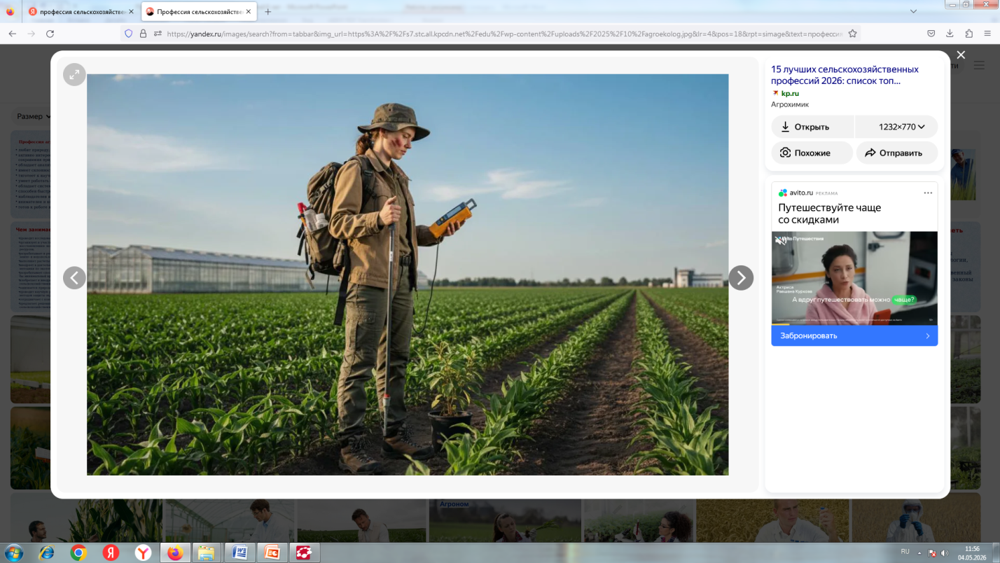 профессия сельскохозяйствен
Профессия сельскохозяйстве
https://yandex.ru/images/search?from=tabbar&img_url=https%3A%2F%2Fs7.stc.all.kpcdn.net%2Fedu%2Fwp-content%2Fuploads%2F2025%2F10%2Fagroekolog.jpg&lr=4&pos=18&rpt=simage&text=профессия
Размер
15 лучших сельскохозяйственных
профессий 2026: список топ...
kp.ru
Агрохимик
Открыть
1232×770
Похожие
Отправить
avito.ru РЕКЛАМА
Путешествуйте чаще
со скидками
Путешествия
Актриса
Равшана Куркова
А вдруг путешествовать можно чаще?
Забронировать
Агроном
RU
11:56
04.05.2026